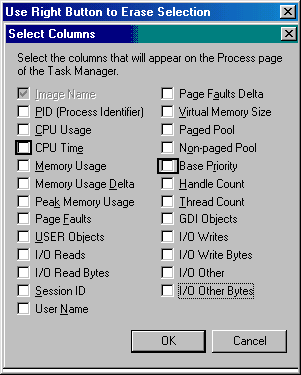 Use Right Button to Erase Selection
Select Columns
Select the columns that will appear on the Process page
of the Task Manager.
Image Name
PID (Process Identifier)
CPU Usage
CPU Time
Memory Usage
Memory Usage Delta
Peak Memory Usage
Page Faults
USER Objects
I/O Reads
I/O Read Bytes
Session ID
User Name
Page Faults Delta
Virtual Memory Size
Paged Pool
Non-paged Pool
Base Priority
Handle Count
Thread Count
GDI Objects
I/O Writes
I/O Write Bytes
I/O Other
I/O Other Bytes
OK
Cancel